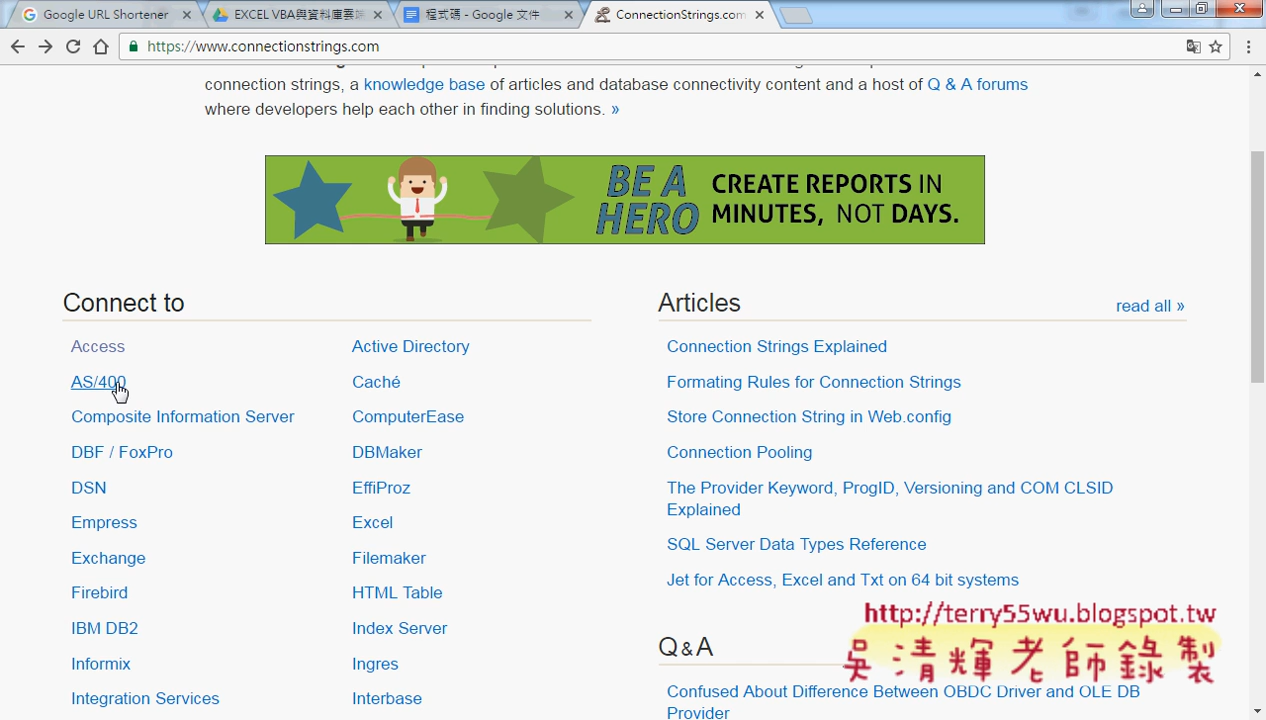 Google URL Shortener
EXCEL VBA與資料庫雲端
程式碼 - Google 文件
ConnectionStrings.com
https://www.connectionstrings.com
connection strings, a knowledge base of articles and database connectivity content and a host of Q & A forums
where developers help each other in finding solutions. »
BE A HERO
CREATE REPORTS IN
MINUTES, NOT DAYS.
Connect to
Access
Active Directory
AS/400
Caché
Composite Information Server
ComputerEase
DBF / FoxPro
DBMaker
DSN
EffiProz
Empress
Excel
Exchange
Filemaker
Firebird
HTML Table
IBM DB2
Index Server
Informix
Ingres
Integration Services
Interbase
Articles
read all »
Connection Strings Explained
Formating Rules for Connection Strings
Store Connection String in Web.config
Connection Pooling
The Provider Keyword, ProgID, Versioning and COM CLSID
Explained
SQL Server Data Types Reference
Jet for Access, Excel and Txt on 64 bit systems
http://terry55wu.blogspot.tw
吳清輝老師錄製
Q & A
Confused About Difference Between OBDC Driver and OLE DB
Provider